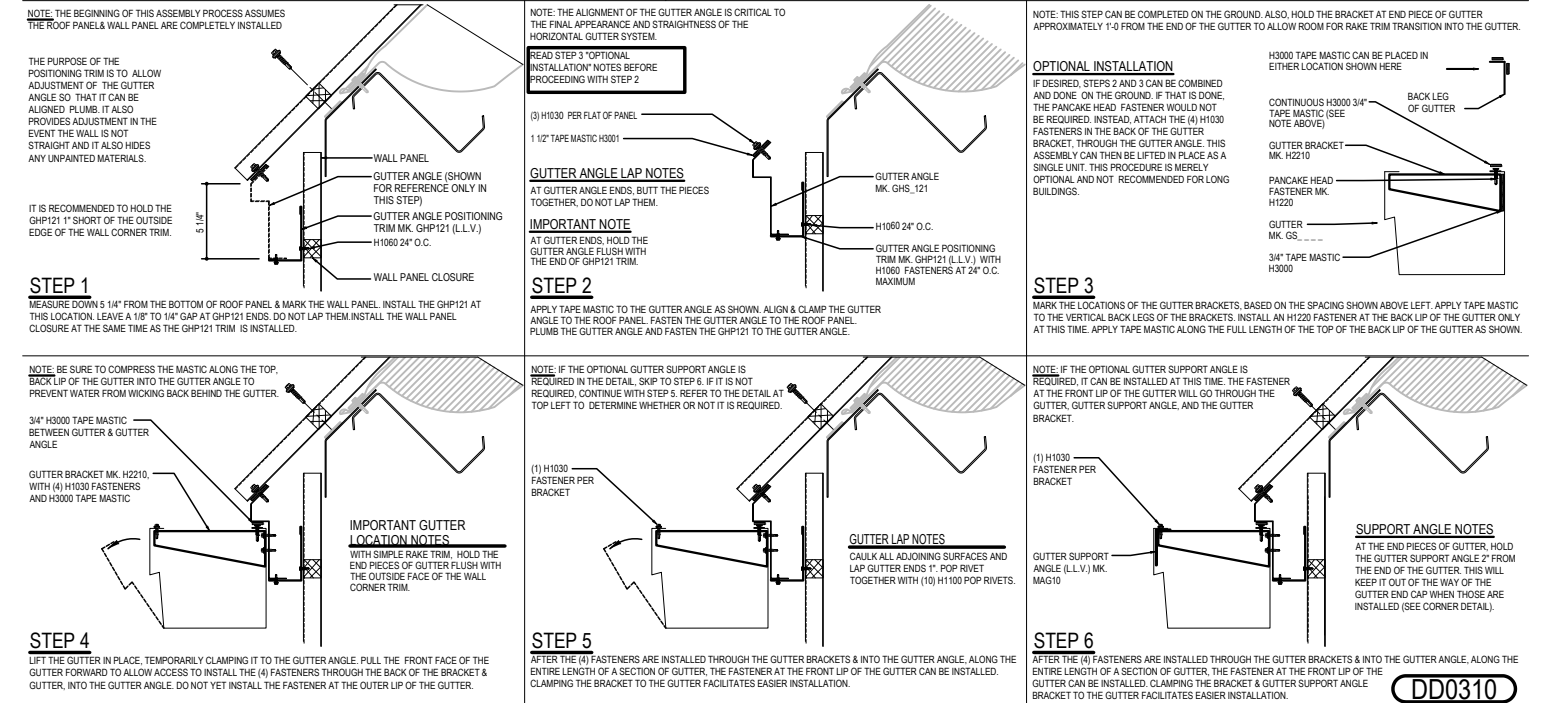 NOTE: THE BEGINNING OF THIS ASSEMBLY PROCESS ASSUMES
THE ROOF PANEL& WALL PANEL ARE COMPLETELY INSTALLED
THE PURPOSE OF THE
POSITIONING TRIM IS TO ALLOW
ADJUSTMENT OF THE GUTTER
ANGLE SO THAT IT CAN BE
ALIGNED PLUMB. IT ALSO
PROVIDES ADJUSTMENT IN THE
EVENT THE WALL IS NOT
STRAIGHT AND IT ALSO HIDES
ANY UNPAINTED MATERIALS.
IT IS RECOMMENDED TO HOLD THE
GHP121 1" SHORT OF THE OUTSIDE
EDGE OF THE WALL CORNER TRIM.
5 1/4"
WALL PANEL
GUTTER ANGLE (SHOWN
FOR REFERENCE ONLY IN
THIS STEP)
GUTTER ANGLE POSITIONING
TRIM MK. GHP121 (L.L.V.)
H1060 24" O.C.
WALL PANEL CLOSURE
STEP 1
MEASURE DOWN 5 1/4" FROM THE BOTTOM OF ROOF PANEL & MARK THE WALL PANEL. INSTALL THE GHP121 AT
THIS LOCATION. LEAVE A 1/8" TO 1/4" GAP AT GHP121 ENDS. DO NOT LAP THEM.INSTALL THE WALL PANEL
CLOSURE AT THE SAME TIME AS THE GHP121 TRIM IS INSTALLED.
NOTE: THE ALIGNMENT OF THE GUTTER ANGLE IS CRITICAL TO
THE FINAL APPEARANCE AND STRAIGHTNESS OF THE
HORIZONTAL GUTTER SYSTEM.
READ STEP 3 "OPTIONAL
INSTALLATION" NOTES BEFORE
PROCEEDING WITH STEP 2
(3) H1030 PER FLAT OF PANEL
1 1/2" TAPE MASTIC H3001
GUTTER ANGLE LAP NOTES
AT GUTTER ANGLE ENDS, BUTT THE PIECES
TOGETHER, DO NOT LAP THEM.
IMPORTANT NOTE
AT GUTTER ENDS, HOLD THE
GUTTER ANGLE FLUSH WITH
THE END OF GHP121 TRIM.
GUTTER ANGLE
MK. GHS_121
H1060 24" O.C.
GUTTER ANGLE POSITIONING
TRIM MK. GHP121 (L.L.V.) WITH
H1060 FASTENERS AT 24" O.C.
MAXIMUM
STEP 2
APPLY TAPE MASTIC TO THE GUTTER ANGLE AS SHOWN. ALIGN & CLAMP THE GUTTER
ANGLE TO THE ROOF PANEL. FASTEN THE GUTTER ANGLE TO THE ROOF PANEL.
PLUMB THE GUTTER ANGLE AND FASTEN THE GHP121 TO THE GUTTER ANGLE.
NOTE: THIS STEP CAN BE COMPLETED ON THE GROUND. ALSO, HOLD THE BRACKET AT END PIECE OF GUTTER
APPROXIMATELY 1'-0 FROM THE END OF THE GUTTER TO ALLOW ROOM FOR RAKE TRIM TRANSITION INTO THE GUTTER.
OPTIONAL INSTALLATION
IF DESIRED, STEPS 2 AND 3 CAN BE COMBINED
AND DONE ON THE GROUND. IF THAT IS DONE,
THE PANCAKE HEAD FASTENER WOULD NOT
BE REQUIRED. INSTEAD, ATTACH THE (4) H1030
FASTENERS IN THE BACK OF THE GUTTER
BRACKET, THROUGH THE GUTTER ANGLE. THIS
ASSEMBLY CAN THEN BE LIFTED IN PLACE AS A
SINGLE UNIT. THIS PROCEDURE IS MERELY
OPTIONAL AND NOT RECOMMENDED FOR LONG
BUILDINGS.
H3000 TAPE MASTIC CAN BE PLACED IN
EITHER LOCATION SHOWN HERE
BACK LEG
OF GUTTER
CONTINUOUS H3000 3/4"
TAPE MASTIC (SEE
NOTE ABOVE)
GUTTER BRACKET
MK. H2210
PANCAKE HEAD
FASTENER MK.
H1220
GUTTER
MK. GS_ _ _ _
3/4" TAPE MASTIC
H3000
STEP 3
MARK THE LOCATIONS OF THE GUTTER BRACKETS, BASED ON THE SPACING SHOWN ABOVE LEFT. APPLY TAPE MASTIC
TO THE VERTICAL BACK LEGS OF THE BRACKETS. INSTALL AN H1220 FASTENER AT THE BACK LIP OF THE GUTTER ONLY
AT THIS TIME. APPLY TAPE MASTIC ALONG THE FULL LENGTH OF THE TOP OF THE BACK LIP OF THE GUTTER AS SHOWN.
NOTE: BE SURE TO COMPRESS THE MASTIC ALONG THE TOP,
BACK LIP OF THE GUTTER INTO THE GUTTER ANGLE TO
PREVENT WATER FROM WICKING BACK BEHIND THE GUTTER.
3/4" H3000 TAPE MASTIC
BETWEEN GUTTER & GUTTER
ANGLE
GUTTER BRACKET MK. H2210,
WITH (4) H1030 FASTENERS
AND H3000 TAPE MASTIC
IMPORTANT GUTTER
LOCATION NOTES
WITH SIMPLE RAKE TRIM, HOLD THE
END PIECES OF GUTTER FLUSH WITH
THE OUTSIDE FACE OF THE WALL
CORNER TRIM.
STEP 4
LIFT THE GUTTER IN PLACE, TEMPORARILY CLAMPING IT TO THE GUTTER ANGLE. PULL THE FRONT FACE OF THE
GUTTER FORWARD TO ALLOW ACCESS TO INSTALL THE (4) FASTENERS THROUGH THE BACK OF THE BRACKET &
GUTTER, INTO THE GUTTER ANGLE. DO NOT YET INSTALL THE FASTENER AT THE OUTER LIP OF THE GUTTER.
NOTE: IF THE OPTIONAL GUTTER SUPPORT ANGLE IS
REQUIRED IN THE DETAIL, SKIP TO STEP 6. IF IT IS NOT
REQUIRED, CONTINUE WITH STEP 5. REFER TO THE DETAIL AT
TOP LEFT TO DETERMINE WHETHER OR NOT IT IS REQUIRED.
(1) H1030
FASTENER PER
BRACKET
GUTTER LAP NOTES
CAULK ALL ADJOINING SURFACES AND
LAP GUTTER ENDS 1". POP RIVET
TOGETHER WITH (10) H1100 POP RIVETS.
STEP 5
AFTER THE (4) FASTENERS ARE INSTALLED THROUGH THE GUTTER BRACKETS & INTO THE GUTTER ANGLE, ALONG THE
ENTIRE LENGTH OF A SECTION OF GUTTER, THE FASTENER AT THE FRONT LIP OF THE GUTTER CAN BE INSTALLED.
CLAMPING THE BRACKET TO THE GUTTER FACILITATES EASIER INSTALLATION.
NOTE: IF THE OPTIONAL GUTTER SUPPORT ANGLE IS
REQUIRED, IT CAN BE INSTALLED AT THIS TIME. THE FASTENER
AT THE FRONT LIP OF THE GUTTER WILL GO THROUGH THE
GUTTER, GUTTER SUPPORT ANGLE, AND THE GUTTER
BRACKET.
(1) H1030
FASTENER PER
BRACKET
GUTTER SUPPORT
ANGLE (L.L.V.) MK.
MAG10
SUPPORT ANGLE NOTES
AT THE END PIECES OF GUTTER, HOLD
THE GUTTER SUPPORT ANGLE 2" FROM
THE END OF THE GUTTER. THIS WILL
KEEP IT OUT OF THE WAY OF THE
GUTTER END CAP WHEN THOSE ARE
INSTALLED (SEE CORNER DETAIL).
STEP 6
AFTER THE (4) FASTENERS ARE INSTALLED THROUGH THE GUTTER BRACKETS & INTO THE GUTTER ANGLE, ALONG THE
ENTIRE LENGTH OF A SECTION OF GUTTER, THE FASTENER AT THE FRONT LIP OF THE
GUTTER CAN BE INSTALLED. CLAMPING THE BRACKET & GUTTER SUPPORT ANGLE
BRACKET TO THE GUTTER FACILITATES EASIER INSTALLATION.
DD0310